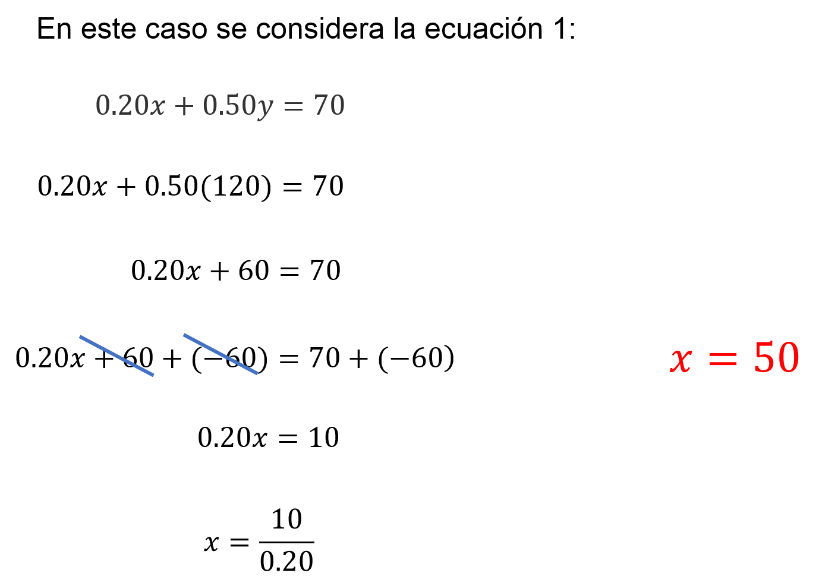 En este caso se considera la ecuación 1:
0.20x + 0.50y = 70
0.20x + 0.50(120) = 70
0.20x + 60 = 70
0.20x + 60 + (−60) = 70 + (−60)
x = 50
0.20x = 10
x = 10/0.20